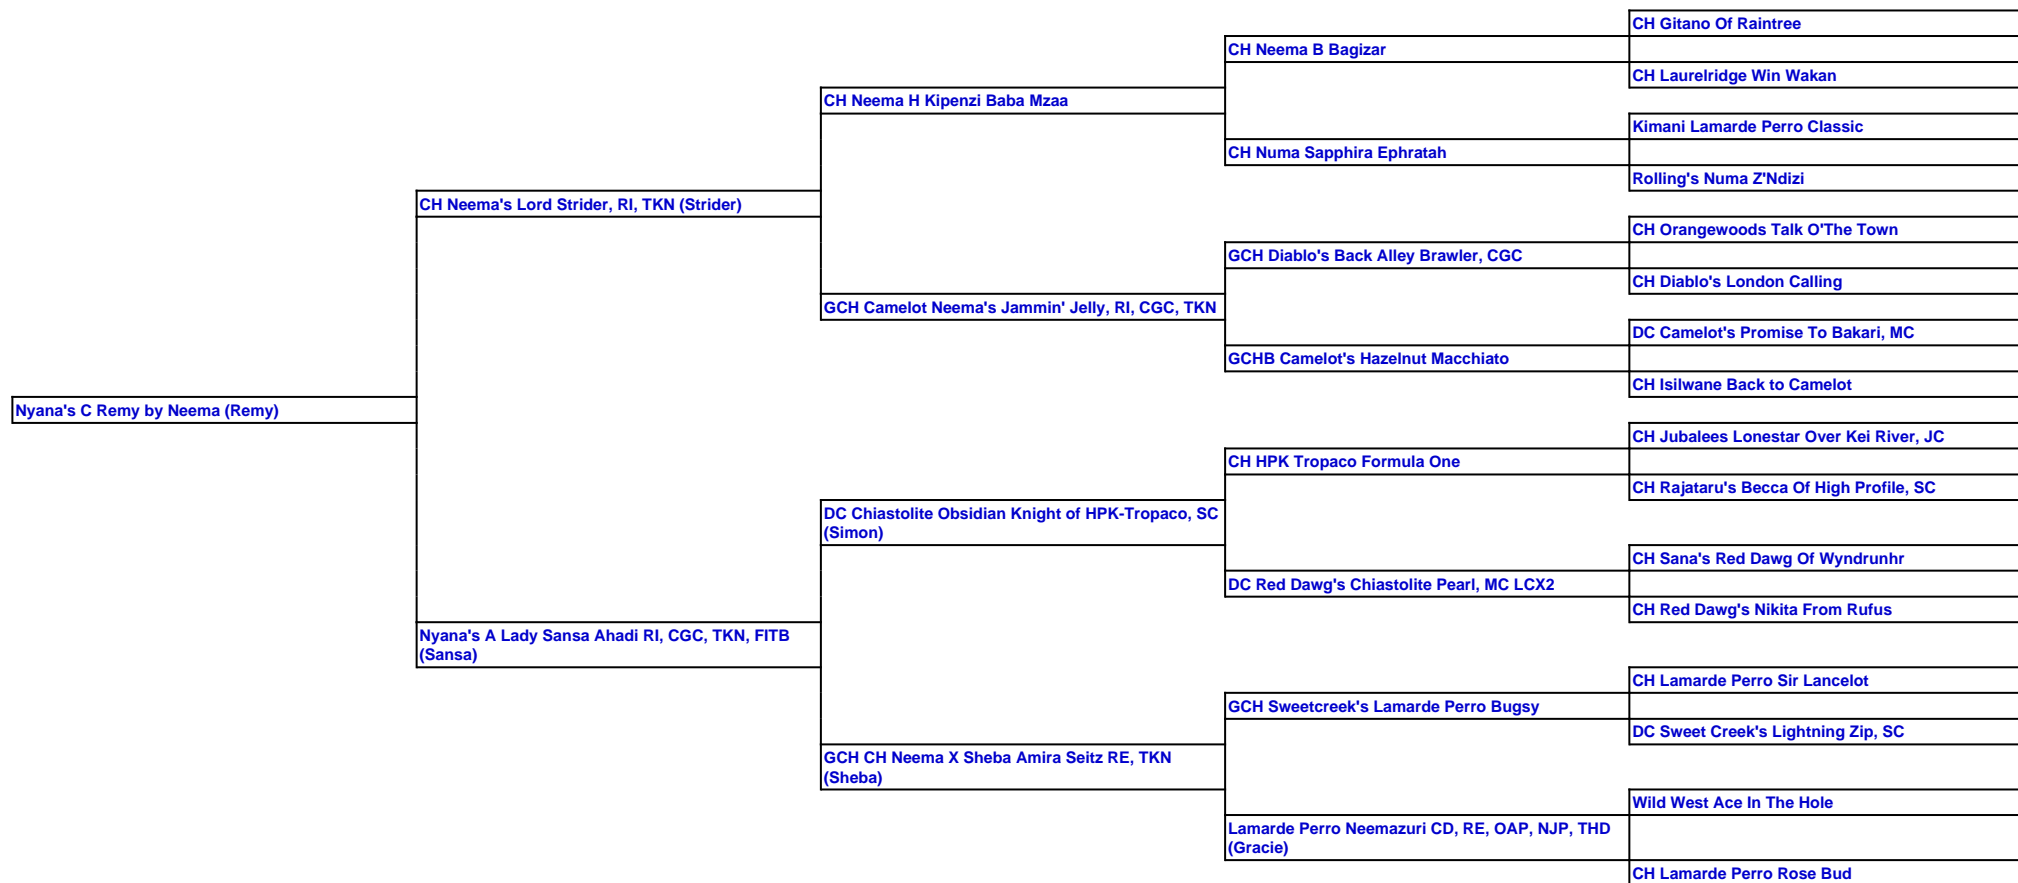 CH Gitano Of Raintree
CH Neema B Bagizar
CH Laurelridge Win Wakan
CH Neema H Kipenzi Baba Mzaa
Kimani Lamarde Perro Classic
CH Numa Sapphira Ephratah
Rolling's Numa Z'Ndizi
CH Neema's Lord Strider, RI, TKN (Strider)
CH Orangewoods Talk O'The Town
GCH Diablo's Back Alley Brawler, CGC
CH Diablo's London Calling
GCH Camelot Neema's Jammin' Jelly, RI, CGC, TKN
DC Camelot's Promise To Bakari, MC
GCHB Camelot's Hazelnut Macchiato
CH Isilwane Back to Camelot
Nyana's C Remy by Neema (Remy)
CH Jubalees Lonestar Over Kei River, JC
CH HPK Tropaco Formula One
CH Rajataru's Becca Of High Profile, SC
DC Chiastolite Obsidian Knight of HPK-Tropaco, SC
(Simon)
CH Sana's Red Dawg Of Wyndrunhr
DC Red Dawg's Chiastolite Pearl, MC LCX2
CH Red Dawg's Nikita From Rufus
Nyana's A Lady Sansa Ahadi RI, CGC, TKN, FITB
(Sansa)
CH Lamarde Perro Sir Lancelot
GCH Sweetcreek's Lamarde Perro Bugsy
DC Sweet Creek's Lightning Zip, SC
GCH CH Neema X Sheba Amira Seitz RE, TKN
(Sheba)
Wild West Ace In The Hole
Lamarde Perro Neemazuri CD, RE, OAP, NJP, THD
(Gracie)
CH Lamarde Perro Rose Bud